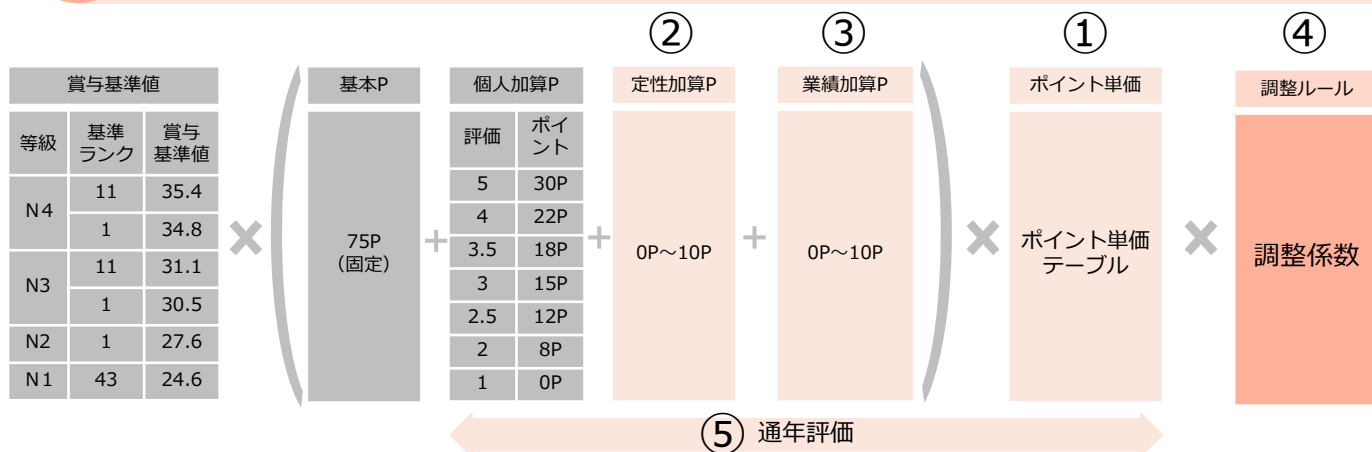 ② ③ ① ④
賞与基準値 基本P 個人加算P 定性加算P 業績加算P ポイント単価 調整ルール
等級 基準ランク 賞与基準値
N4 11 35.4
1 34.8
N3 11 31.1
1 30.5
N2 1 27.6
N1 43 24.6
×
75P
（固定）
+
評価 ポイント
5 30P
4 22P
3.5 18P
3 15P
2.5 12P
2 8P
1 0P
+
0P～10P
+
0P～10P
×
ポイント単価
テーブル
×
調整係数
⑤ 通年評価